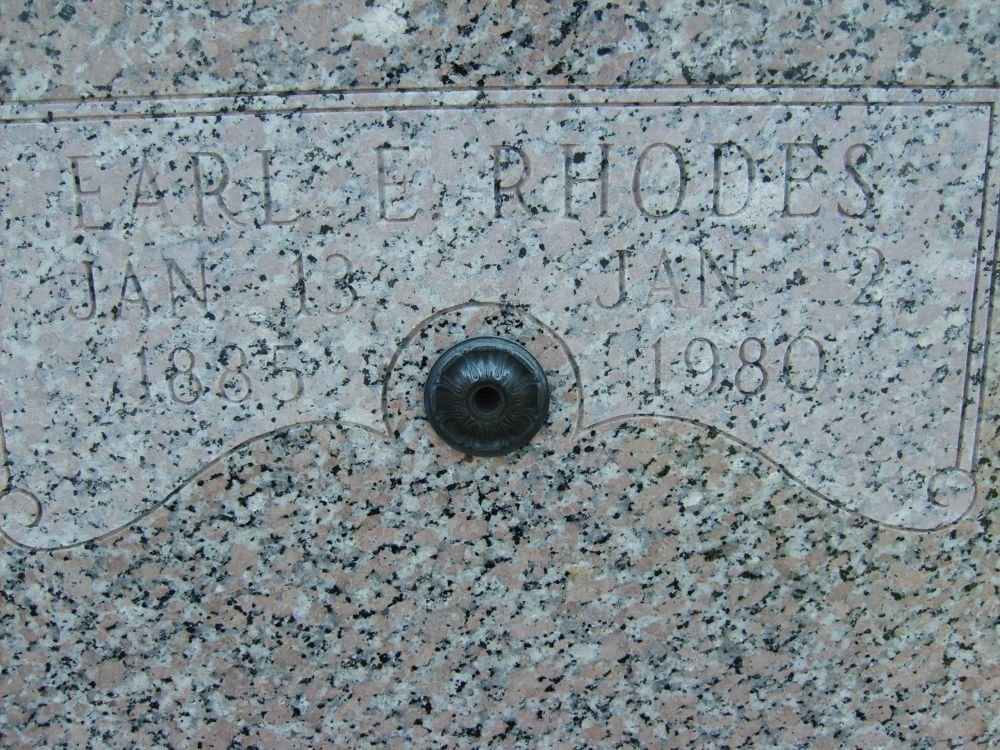 EARL E. RHODES
JAN. 13, JAN. 2,
1885 1980